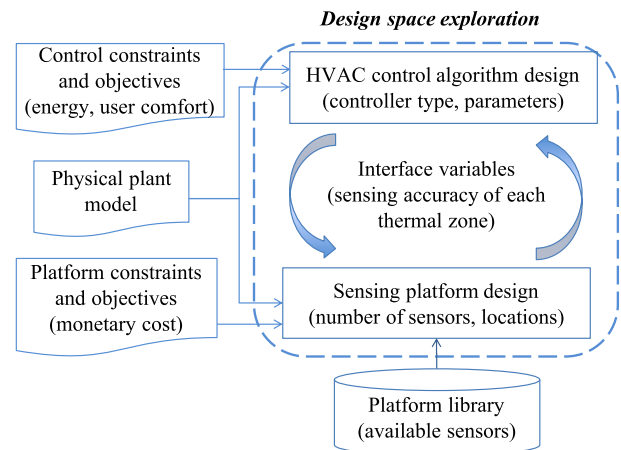 Design space exploration
Control constraints
and objectives
(energy, user comfort)
HVAC control algorithm design
(controller type, parameters)
Physical plant
model
Interface variables
(sensing accuracy of each
thermal zone)
Platform constraints
and objectives
(monetary cost)
Sensing platform design
(number of sensors, locations)
Platform library
(available sensors)